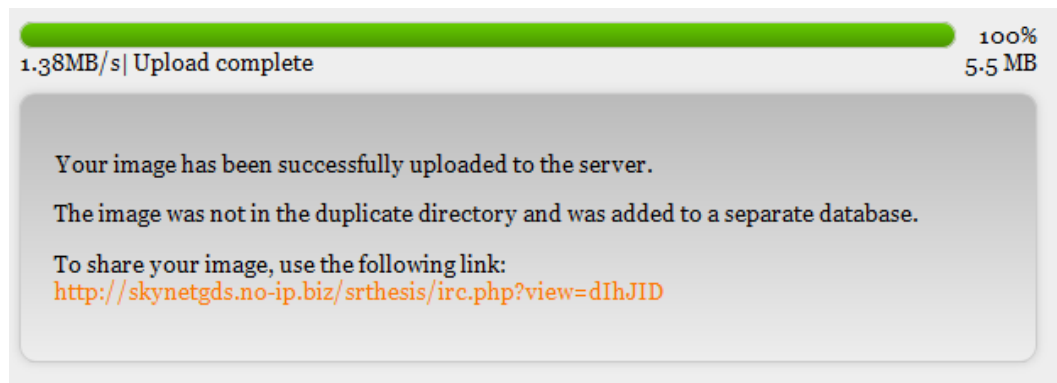 100%
1.38MB/s| Upload complete 5.5 MB
Your image has been successfully uploaded to the server.
The image was not in the duplicate directory and was added to a separate database.
To share your image, use the following link:
http://skynetgds.no-ip.biz/srthesis/irc.php?view=dIhJID